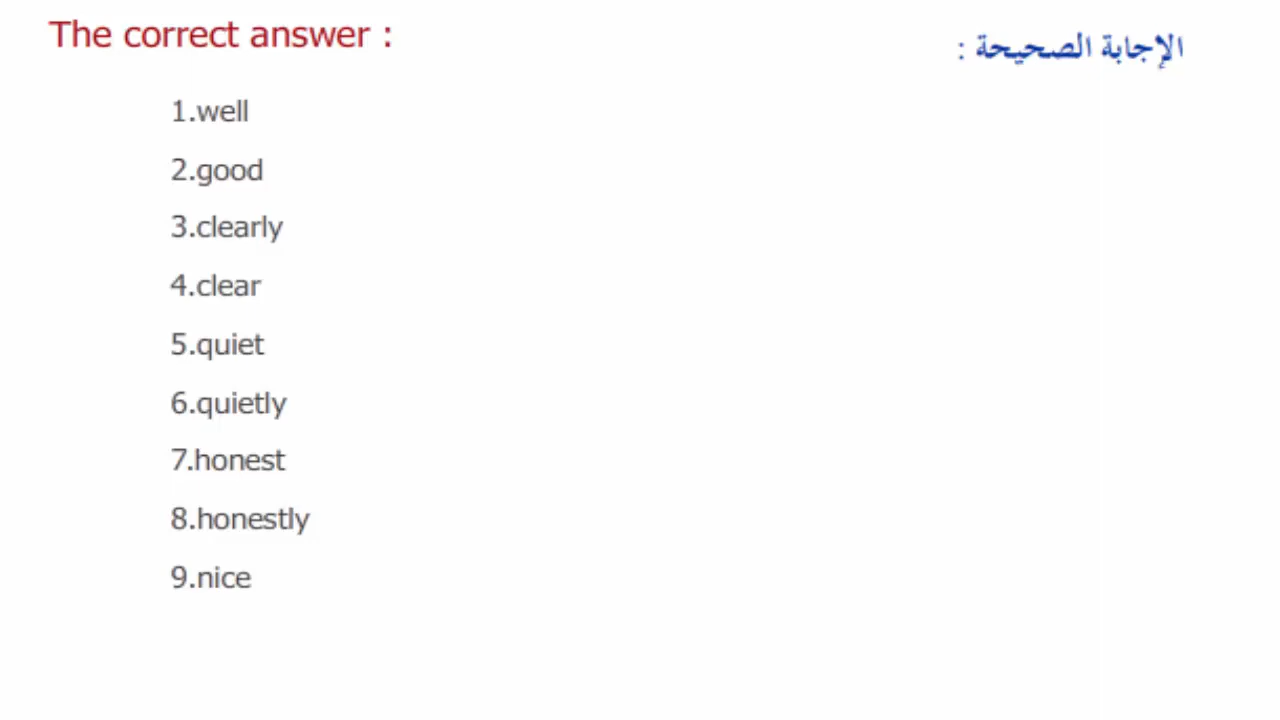 The correct answer :
الإجابة الصحيحة :
1.well
2.good
3.clearly
4.clear
5.quiet
6.quietly
7.honest
8.honestly
9.nice